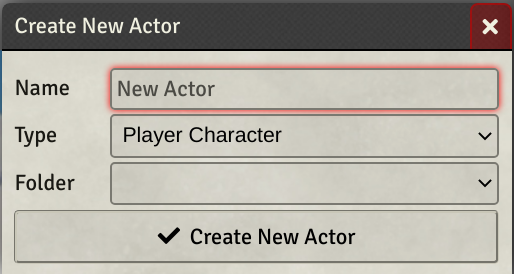 Create New Actor
Name
New Actor
Type
Player Character
Folder
Create New Actor